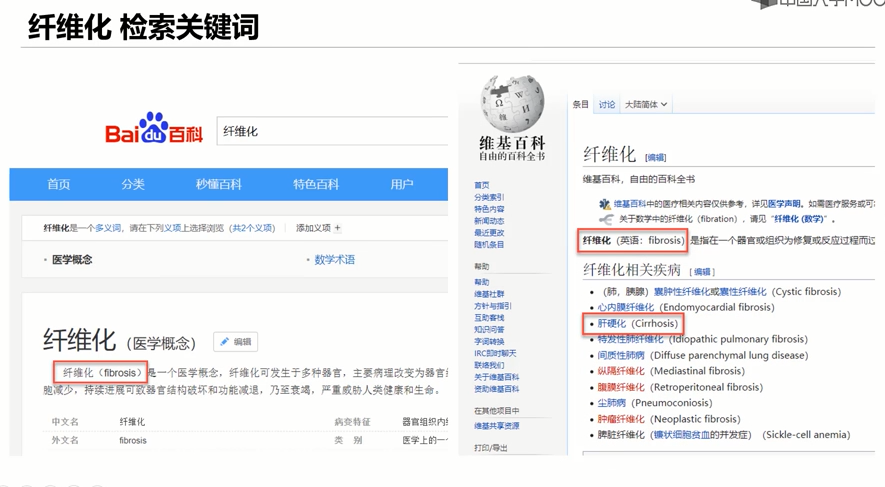 纤维化 检索关键词
中国大学MOO
Baidu百科
纤维化
首页 分类 秒懂百科 特色百科 用户
纤维化是一个多义词，请在下列义项上选择浏览（共2个义项） 添加义项 +
医学概念 数学术语
纤维化（医学概念） 编辑
纤维化（fibrosis）是一个医学概念，纤维化可发生于多种器官，主要病理改变为器官
胞减少，持续进展可致器官结构破坏和功能减退，乃至衰竭，严重威胁人类健康和生命。
中文名 纤维化 病变特征 器官组织内
外文名 fibrosis 类 别 医学上的一
维基百科
自由的百科全书
首页
分类索引
特色内容
新闻动态
最近更改
随机条目
帮助
帮助
维基社群
方针与指引
互助客栈
知识问答
字词转换
IRC即时聊天
联络我们
关于维基百科
资助维基百科
在其他项目中
维基共享资源
打印/导出
条目 讨论 大陆简体
纤维化 [编辑]
维基百科，自由的百科全书
维基百科中的医疗相关内容仅供参考，详见医学声明。如需医疗服务或
关于数字中的纤维化（fibration），请见“纤维化 (数学)”。
纤维化（英语：fibrosis）是指在一个器官或组织为修复或反应过程而
纤维化相关疾病 [编辑]
（肺，胰腺）囊肿性纤维化或囊性纤维化（Cystic fibrosis）
心内膜纤维化（Endomyocardial fibrosis）
肝硬化（Cirrhosis）
特发性肺纤维化（Idiopathic pulmonary fibrosis）
间质性肺病（Diffuse parenchymal lung disease）
纵隔纤维化（Mediastinal fibrosis）
腹膜纤维化（Retroperitoneal fibrosis）
尘肺病（Pneumoconiosis）
肿瘤纤维化（Neoplastic fibrosis）
脾脏纤维化（镰状细胞贫血的并发症）（Sickle-cell anemia）